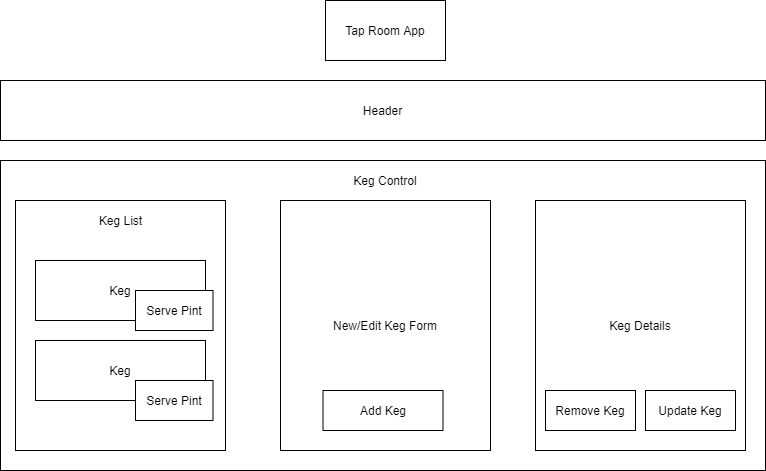 Tap Room App
Header
Keg Control
Keg List
Keg
Serve Pint
Keg
Serve Pint
New/Edit Keg Form
Add Keg
Keg Details
Remove Keg
Update Keg